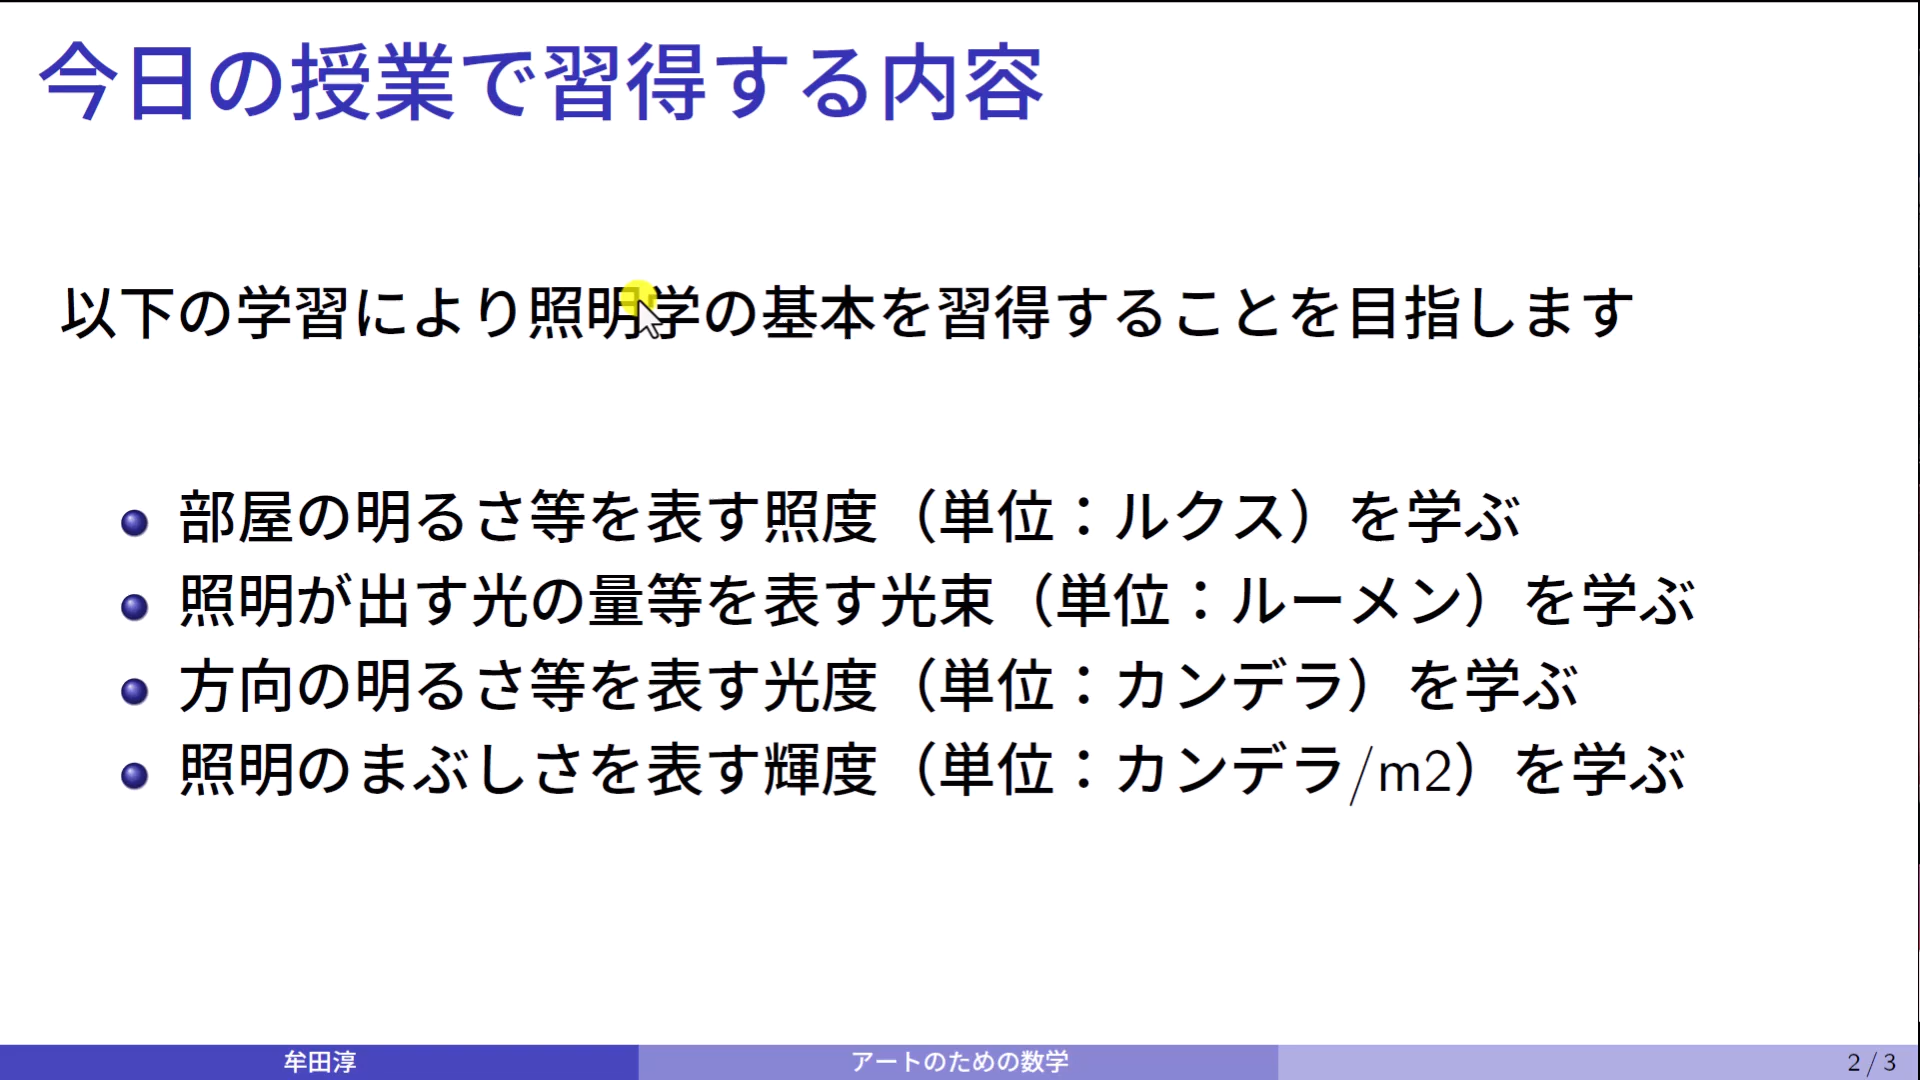 今日の授業で習得する内容
以下の学習により照明学の基本を習得することを目指します
部屋の明るさ等を表す照度（単位：ルクス）を学ぶ
照明が出す光の量等を表す光束（単位：ルーメン）を学ぶ
方向の明るさ等を表す光度（単位：カンデラ）を学ぶ
照明のまぶしさを表す輝度（単位：カンデラ/m2）を学ぶ
牟田淳
アートのための数学
2 / 3